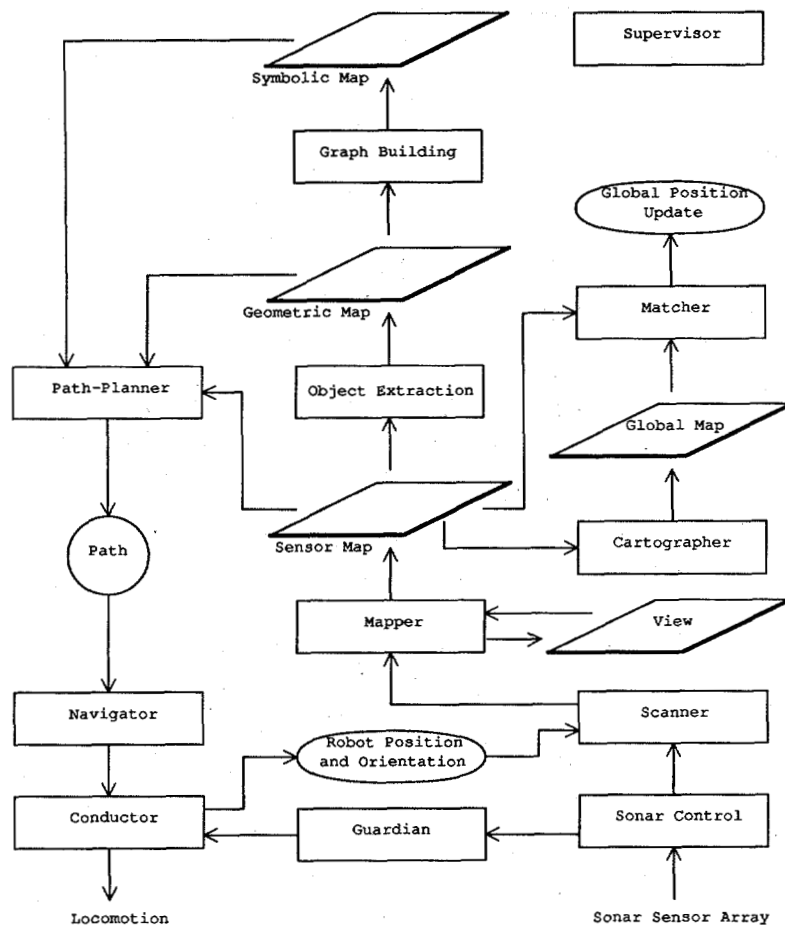 Supervisor
Symbolic Map
Graph Building
Global Position
Update
Geometric Map
Matcher
Path-Planner
Object Extraction
Global Map
Sensor Map
Cartographer
Path
Mapper
View
Navigator
Robot Position
and Orientation
Scanner
Conductor
Guardian
Sonar Control
Locomotion
Sonar Sensor Array